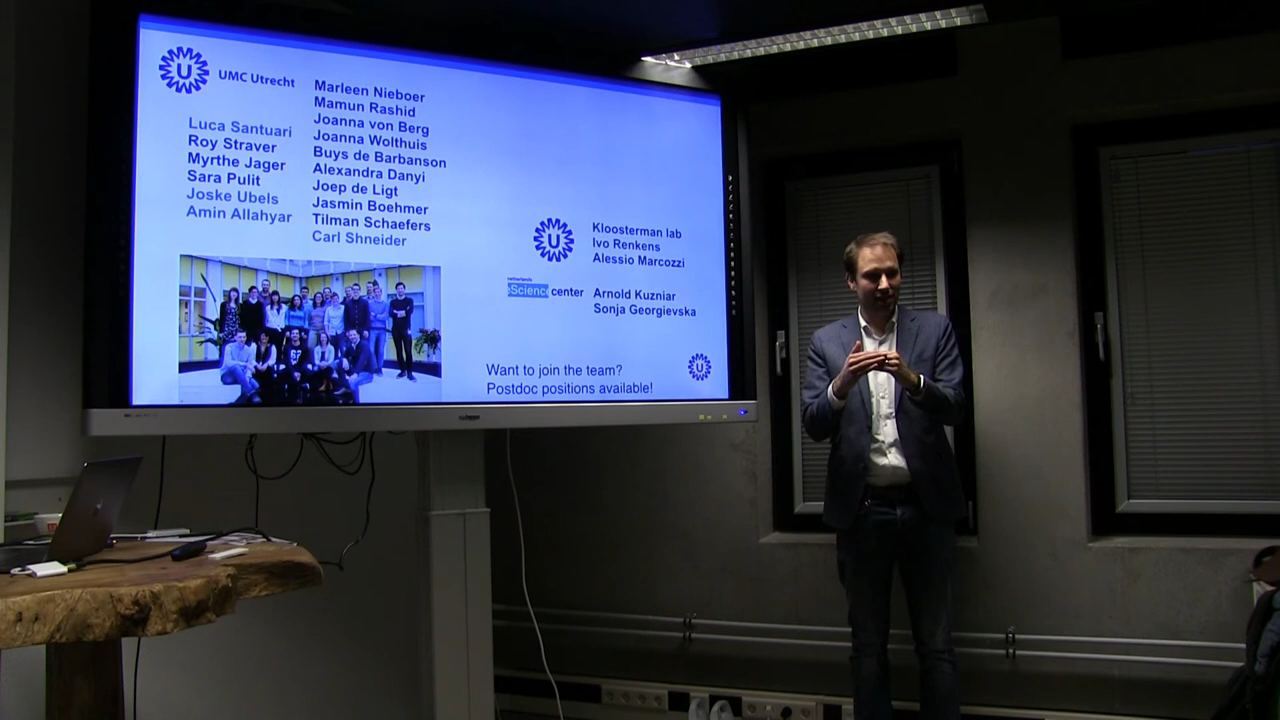 UMC Utrecht
Luca Santuari
Roy Straver
Myrthe Jager
Sara Pulit
Joske Ubels
Amin Allahyar
Marleen Nieboer
Mamun Rashid
Joanna von Berg
Joanna Wolthuis
Buys de Barbanson
Alexandra Danyi
Joep de Ligt
Jasmin Boehmer
Tilman Schaefers
Carl Shneider
U
Kloosterman lab
Ivo Renkens
Alessio Marcozzi
netherlands
eScience center
Arnold Kuzniar
Sonja Georgievska
Want to join the team?
Postdoc positions available!
U